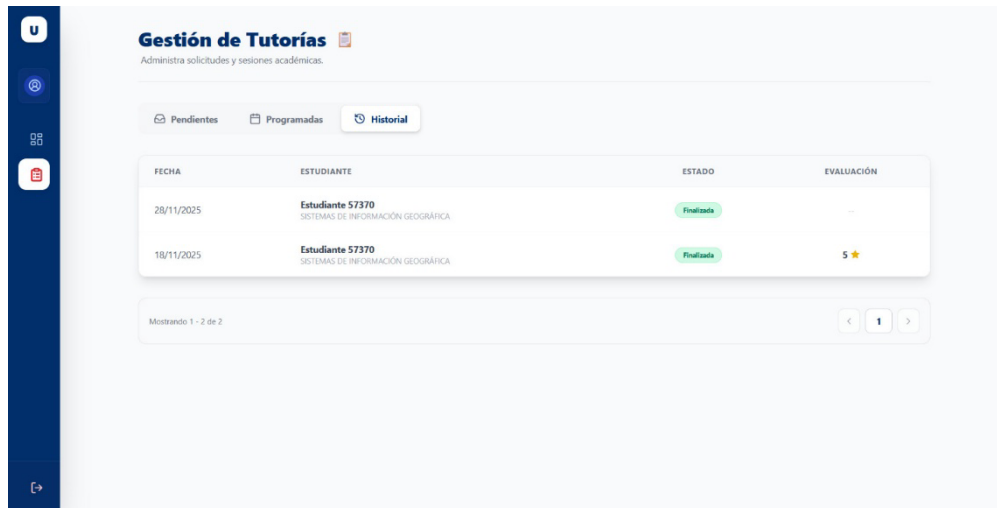 U
Gestión de Tutorías
Administra solicitudes y sesiones académicas.
Pendientes Programadas Historial
FECHA ESTUDIANTE ESTADO EVALUACIÓN
28/11/2025 Estudiante 57370 Finalizada --
SISTEMAS DE INFORMACIÓN GEOGRÁFICA
18/11/2025 Estudiante 57370 Finalizada 5 ★
SISTEMAS DE INFORMACIÓN GEOGRÁFICA
Mostrando 1 - 2 de 2 < 1 >